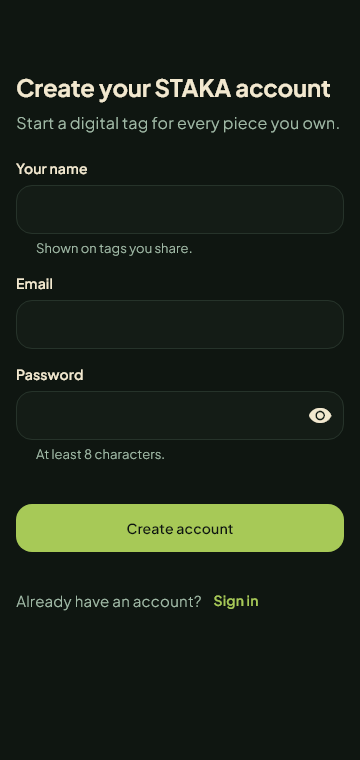 Create your STAKA account
Start a digital tag for every piece you own.
Your name
Shown on tags you share.
Email
Password
At least 8 characters.
Create account
Already have an account? Sign in